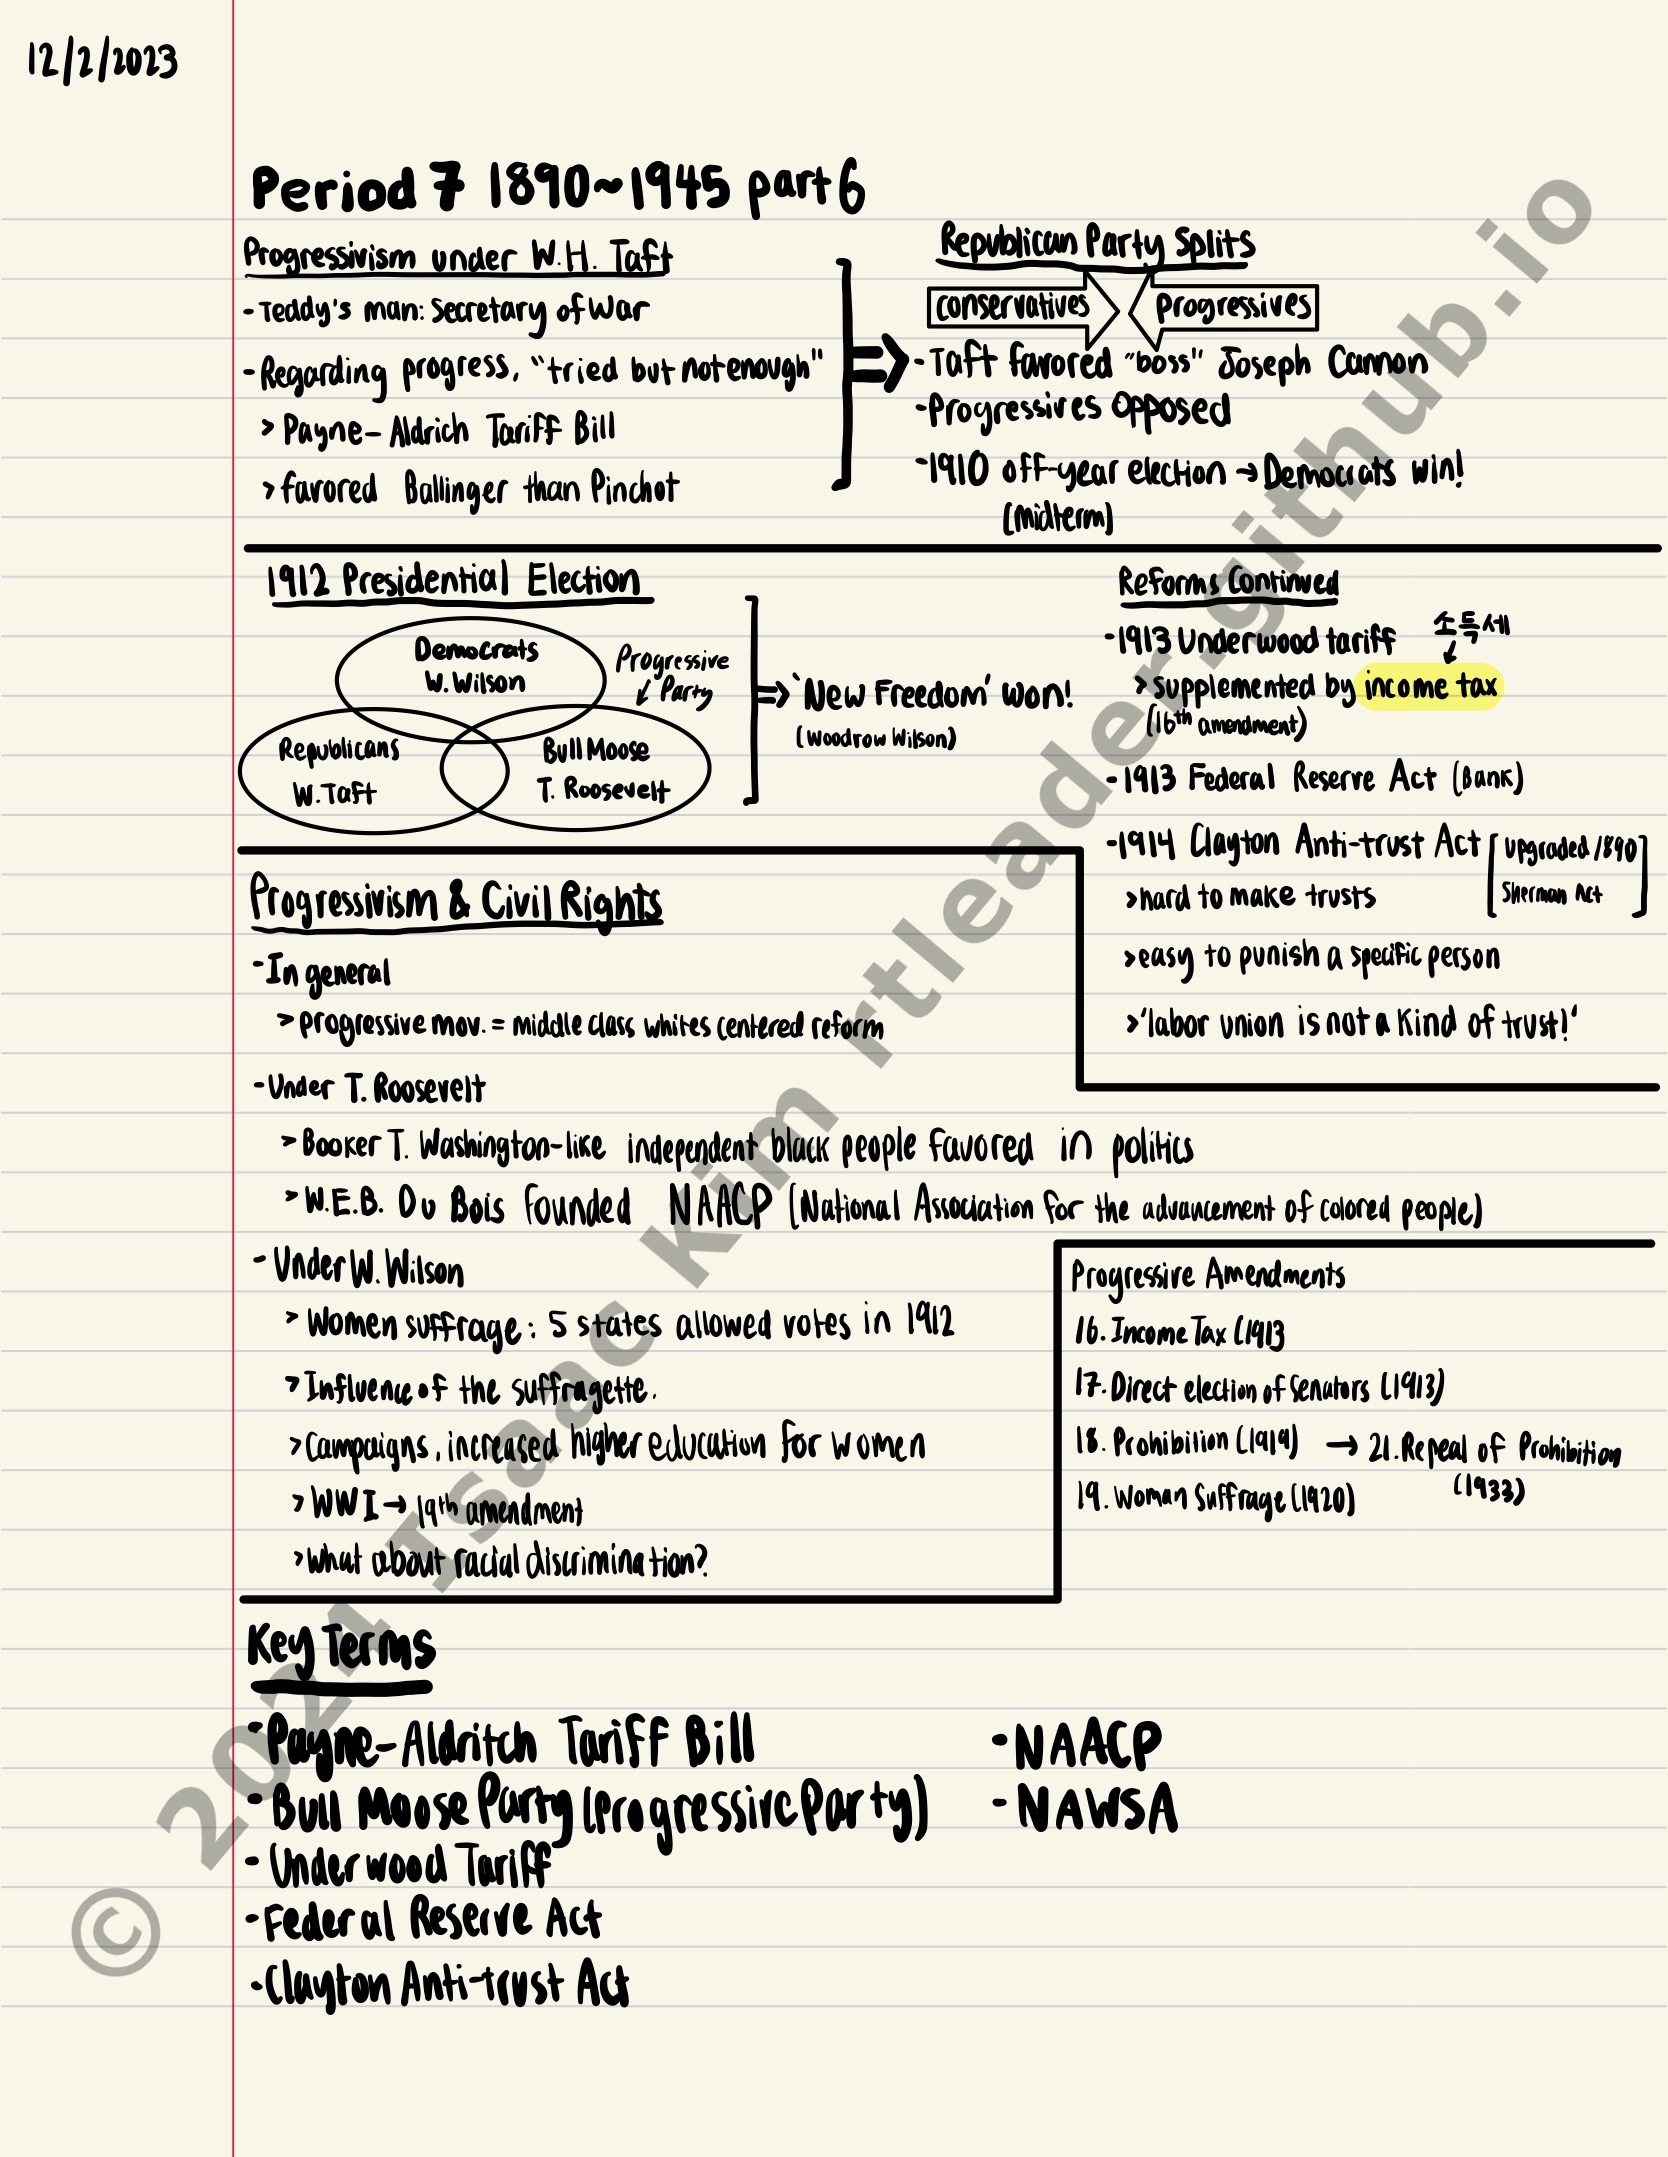 12/2/2023
Period 7 1890~1945 part 6
Progressivism under W.H. Taft
-Teddy's man: Secretary of War
-Regarding progress, "tried but not enough"
> Payne-Aldrich Tariff Bill
> favored Ballinger than Pinchot
Republican Party Splits
conservatives
progressives
-Taft favored "boss" Joseph Cannon
-Progressives Opposed
-1910 off-year election → Democrats win!
(midterm)
1912 Presidential Election
Democrats
W. Wilson
Progressive
Party
Republicans
W. Taft
Bull Moose
T. Roosevelt
⇒ 'New Freedom' won!
(Woodrow Wilson)
Reforms Continued
-1913 Underwood tariff
소득세
> supplemented by income tax
(16th amendment)
-1913 Federal Reserve Act (Bank)
-1914 Clayton Anti-trust Act [upgraded 1890
Sherman Act]
>hard to make trusts
>easy to punish a specific person
>'labor union is not a kind of trust!'
Progressivism & Civil Rights
-In general
> progressive mov. = middle class whites centered reform
-Under T. Roosevelt
> Booker T. Washington-like independent black people favored in politics
> W.E.B. Du Bois founded NAACP (National Association for the advancement of colored people)
- Under W. Wilson
> Women suffrage: 5 states allowed votes in 1912
> Influence of the suffragette.
>Campaigns, increased higher education for women
> WWI → 19th amendment
>what about racial discrimination?
Progressive Amendments
16. Income Tax (1913
17. Direct election of Senators (1913)
18. Prohibition (1919) → 21. Repeal of Prohibition
(1933)
19. Woman Suffrage (1920)
Key Terms
-Payne-Aldritch Tariff Bill
- Bull Moose Party (Progressive Party)
- Underwood Tariff
-Federal Reserve Act
-Clayton Anti-trust Act
-NAACP
-NAWSA
© 2024 Isaac Kim rtleader.github.io